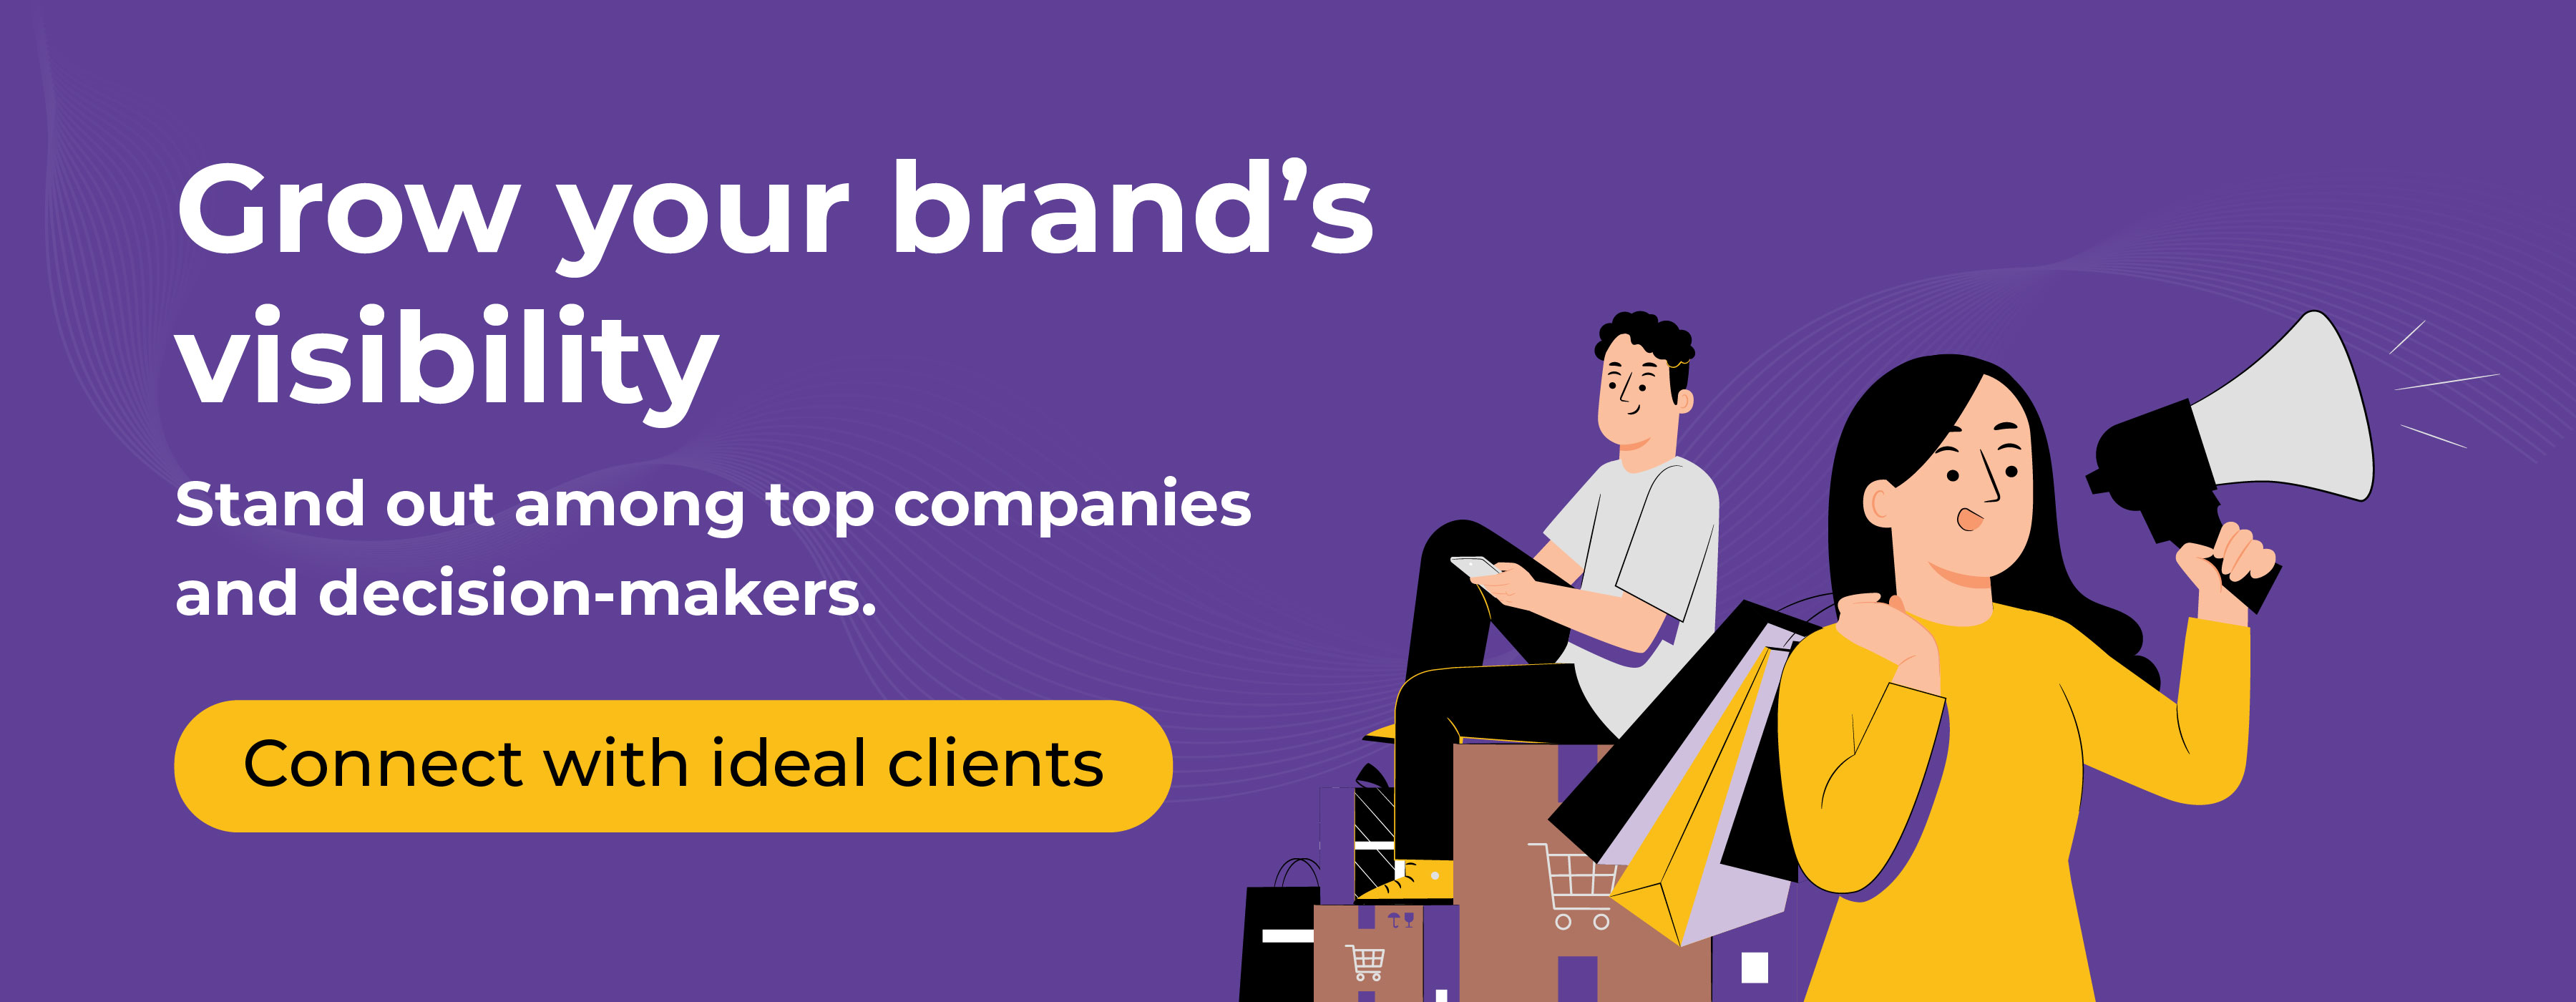 Grow your brand’s
visibility
Stand out among top companies
and decision-makers.
Connect with ideal clients